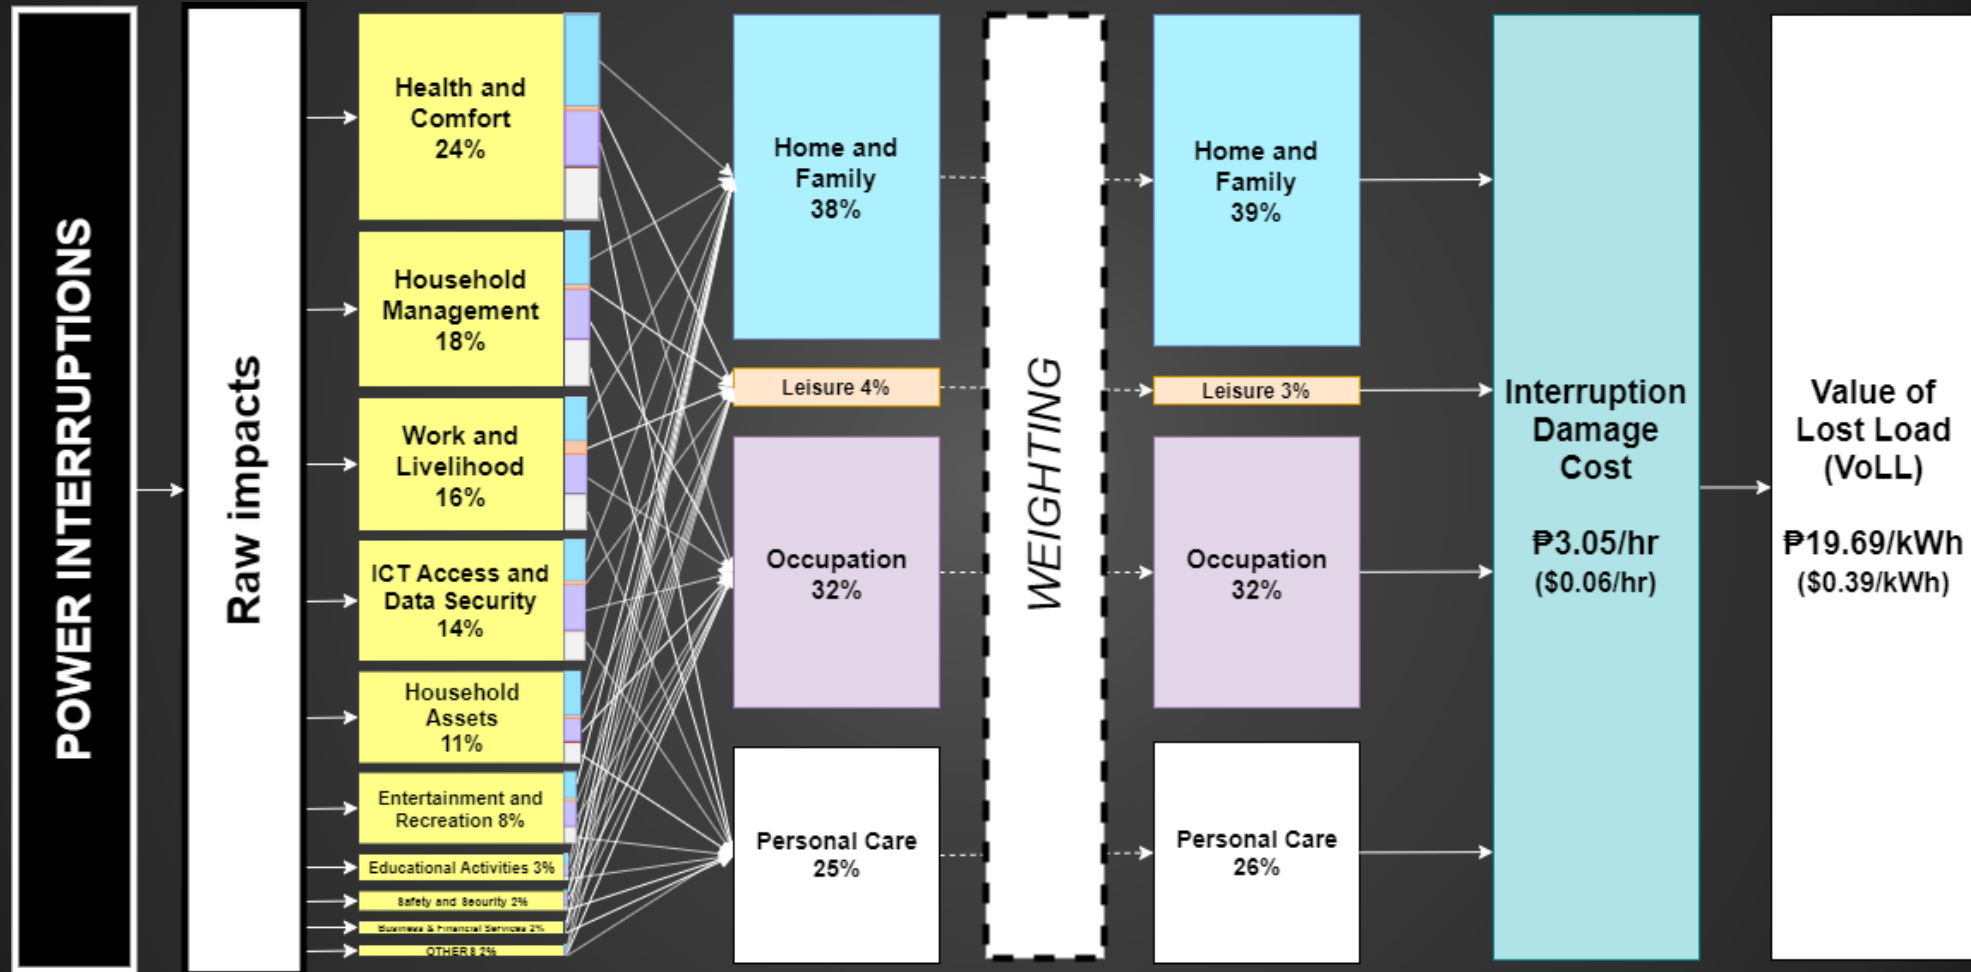 POWER INTERRUPTIONS
Raw impacts
Health and
Comfort
24%
Household
Management
18%
Work and
Livelihood
16%
ICT Access and
Data Security
14%
Household
Assets
11%
Entertainment and
Recreation 8%
Educational Activities 3%
Safety and Security 2%
Business & Financial Services 2%
OTHERS 2%
Home and
Family
38%
Leisure 4%
Occupation
32%
Personal Care
25%
WEIGHTING
Home and
Family
39%
Leisure 3%
Occupation
32%
Personal Care
26%
Interruption
Damage
Cost
₱3.05/hr
($0.06/hr)
Value of
Lost Load
(VoLL)
₱19.69/kWh
($0.39/kWh)